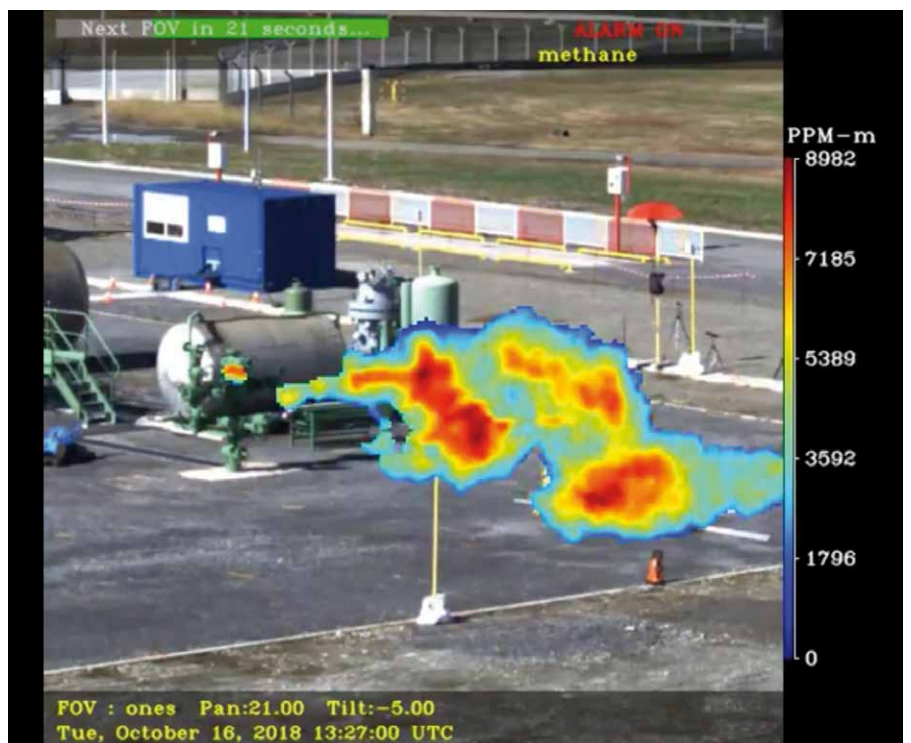 Next FOV in 21 seconds...
ALARM ON
methane
PPM-m
8982
7185
5389
3592
1796
0
FOV : ones Pan:21.00 Tilt:-5.00
Tue, October 16, 2018 13:27:00 UTC